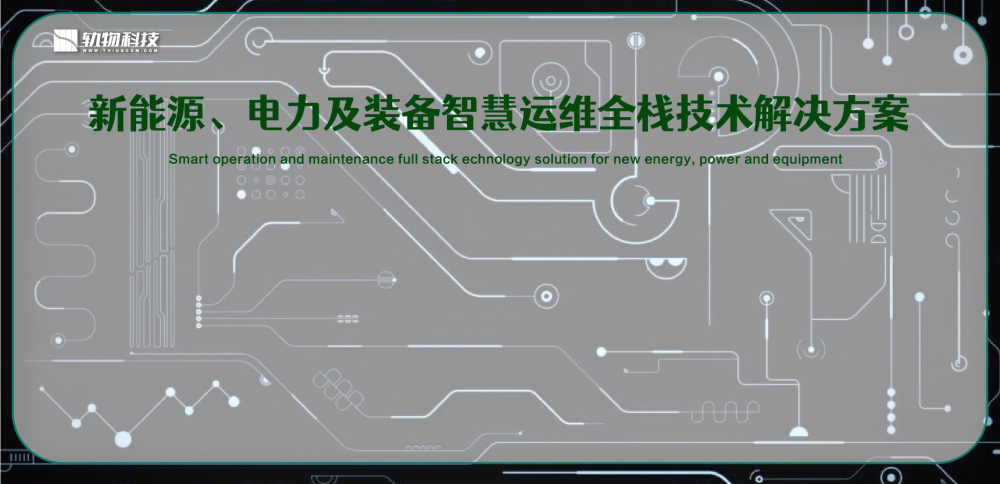 轨物科技
WWW.THINGCOM.COM
新能源、电力及装备智慧运维全栈技术解决方案
Smart operation and maintenance full stack echnology solution for new energy, power and equipment